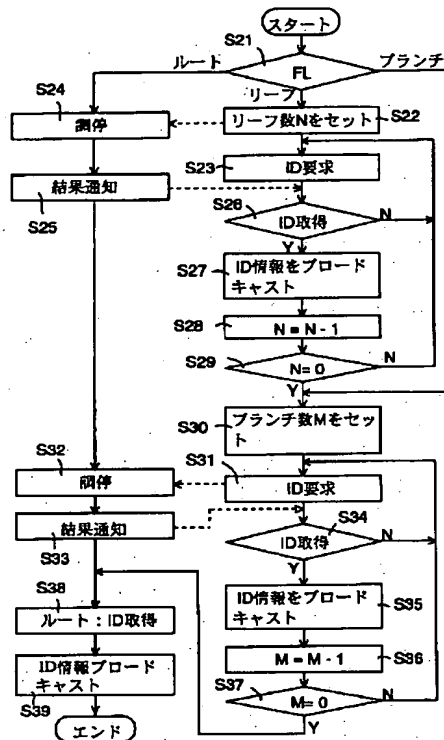 スタート
S21
FL
ルート
ブランチ
リーフ
S24
調停
リーフ数Nをセット
S22
S23
ID要求
結果通知
S25
S26
ID取得
N
Y
S27
ID情報をブロード
キャスト
S28
N = N - 1
S29
N= 0
N
Y
S30
ブランチ数Mをセッ
ト
S32
S31
調停
ID要求
結果通知
S33
S34
ID取得
N
Y
S38
ID情報をブロード
キャスト
S35
ルート：ID取得
M = M - 1
S36
ID情報ブロード
キャスト
S39
S37
M= 0
N
Y
エンド